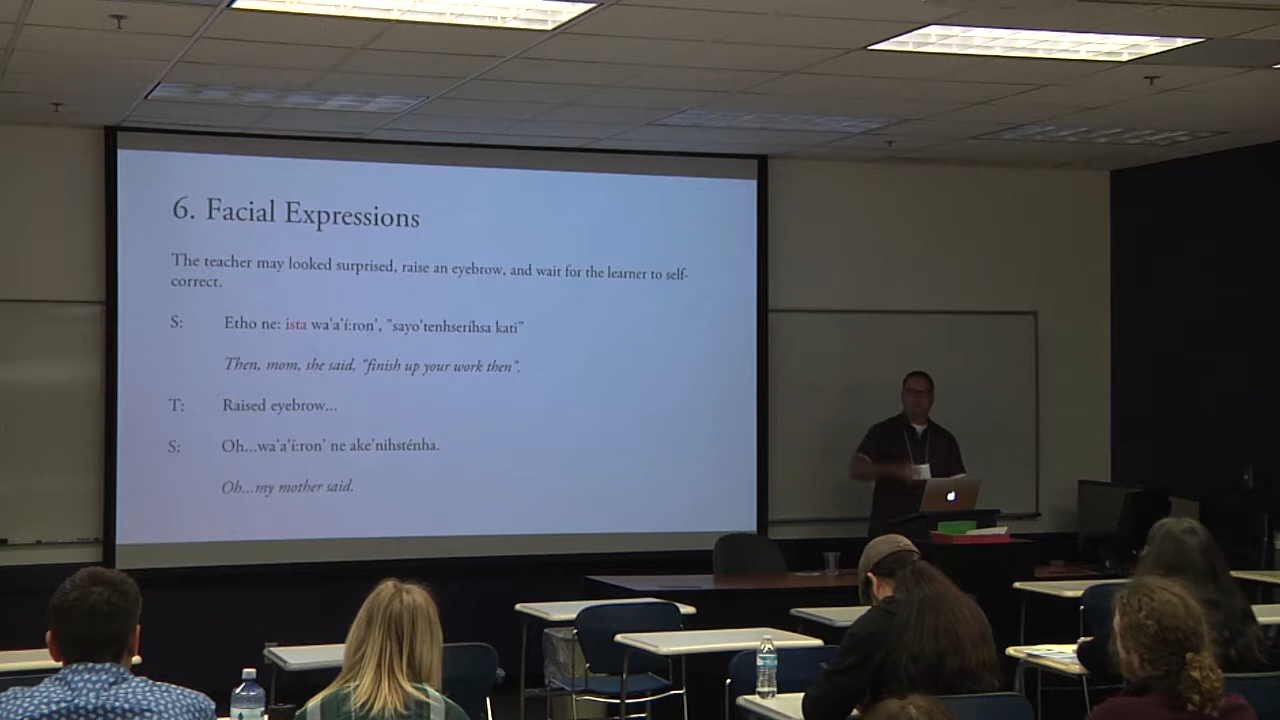 6. Facial Expressions
The teacher may looked surprised, raise an eyebrow, and wait for the learner to self-
correct.
S: Etho ne: ísta wa'a'í:ron', "sayo'tenhseríhsa kati"
Then, mom, she said, "finish up your work then".
T: Raised eyebrow...
S: Oh...wa'a'í:ron' ne ake'nihsténha.
Oh...my mother said.